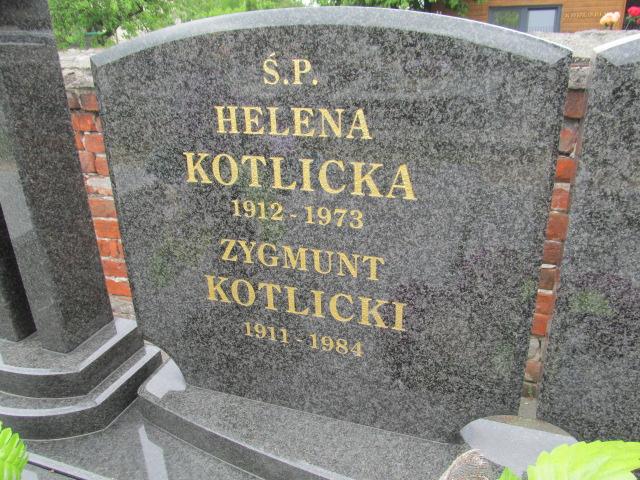 Ś.P.
HELENA
KOTLICKA
1912 - 1973
ZYGMUNT
KOTLICKI
1911 - 1984